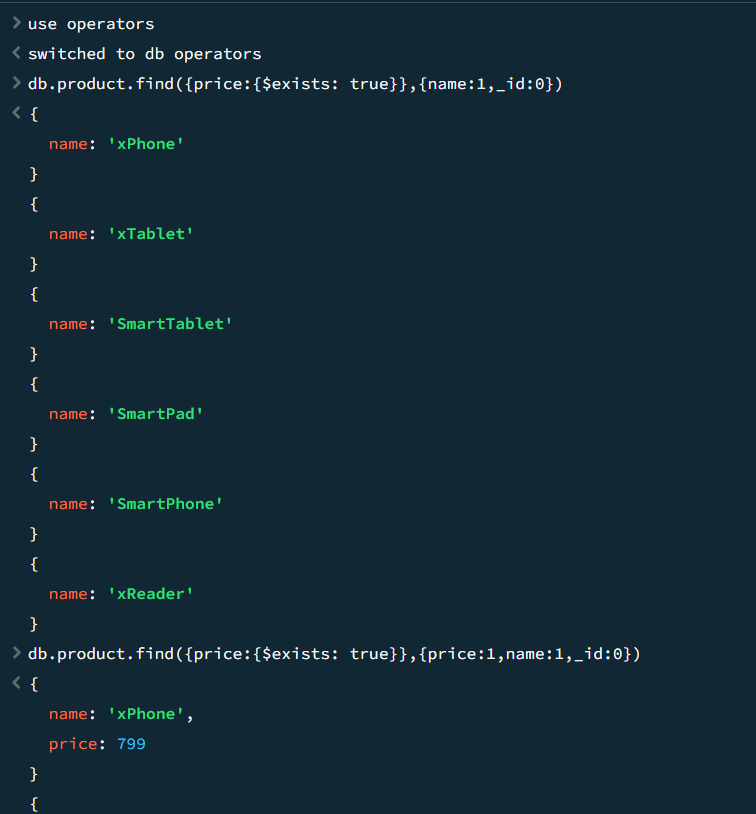 > use operators
< switched to db operators
> db.product.find({price:{$exists: true}},{name:1,_id:0})
< {
name: 'xPhone'
}
{
name: 'xTablet'
}
{
name: 'SmartTablet'
}
{
name: 'SmartPad'
}
{
name: 'SmartPhone'
}
{
name: 'xReader'
}
> db.product.find({price:{$exists: true}},{price:1,name:1,_id:0})
< {
name: 'xPhone',
price: 799
}
{